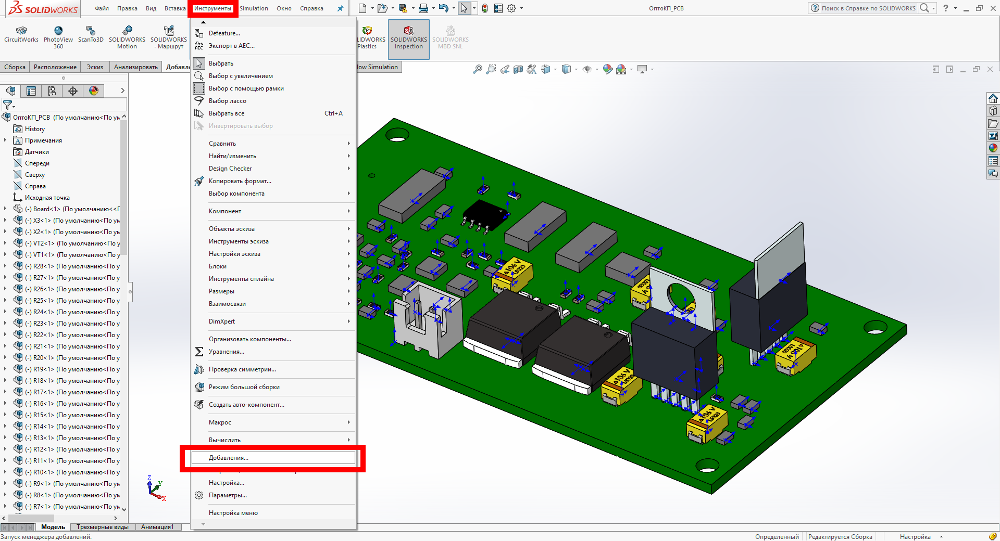 SOLIDWORKS
Файл
Правка
Вид
Вставка
Инструменты
Simulation
Окно
Справка
ОптоКП_PCB
Поиск в Справке по SOLIDWORKS
?
CircuitWorks
PhotoView
360
ScanTo3D
SOLIDWORKS
Motion
SOLIDWORKS
- Маршрут
LIDWORKS
Plastics
SOLIDWORKS
Inspection
SOLIDWORKS
MBD SNL
Сборка
Расположение
Эскиз
Анализировать
Добавле
low Simulation
Defeature...
AEC
Экспорт в AEC...
Выбрать
Выбор с увеличением
Выбор с помощью рамки
Выбор лассо
Выбрать все
Ctrl+A
Инвертировать выбор
Сравнить
Найти/изменить
Design Checker
Копировать формат...
Выбор компонента
Компонент
Объекты эскиза
Инструменты эскиза
Настройки эскиза
Блоки
Инструменты сплайна
Размеры
Взаимосвязи
DimXpert
Организовать компоненты...
Уравнения...
Проверка симметрии...
Режим большой сборки
Создать авто-компонент...
Макрос
Вычислить
Добавления...
Настройка...
Параметры...
Настройка меню
ОптоКП_PCB (По умолчанию<По ум
History
Примечания
Датчики
Спереди
Сверху
Справа
Исходная точка
(-) Board<1> (По умолчанию<<Г
(-) X3<1> (По умолчанию<По ум
(-) X2<1> (По умолчанию<По ум
(-) VT2<1> (По умолчанию<По у
(-) VT1<1> (По умолчанию<По у
(-) R28<1> (По умолчанию<По у
(-) R27<1> (По умолчанию<По у
(-) R26<1> (По умолчанию<По у
(-) R25<1> (По умолчанию<По у
(-) R24<1> (По умолчанию<По у
(-) R23<1> (По умолчанию<По у
(-) R22<1> (По умолчанию<По у
(-) R21<1> (По умолчанию<По у
(-) R20<1> (По умолчанию<По у
(-) R19<1> (По умолчанию<По у
(-) R18<1> (По умолчанию<По у
(-) R17<1> (По умолчанию<По у
(-) R16<1> (По умолчанию<По у
(-) R15<1> (По умолчанию<По у
(-) R14<1> (По умолчанию<По у
(-) R13<1> (По умолчанию<По у
(-) R12<1> (По умолчанию<По у
(-) R11<1> (По умолчанию<По у
(-) R10<1> (По умолчанию<По у
(-) R9<1> (По умолчанию<По ум
(-) R8<1> (По умолчанию<По ум
(-) R7<1> (По умолчанию<По ум
106 V
106 V
106 V
106 V
Z
Y
X
Модель
Трехмерные виды
Анимация1
Запуск менеджера добавлений.
Определенный
Редактируется Сборка
Настройка